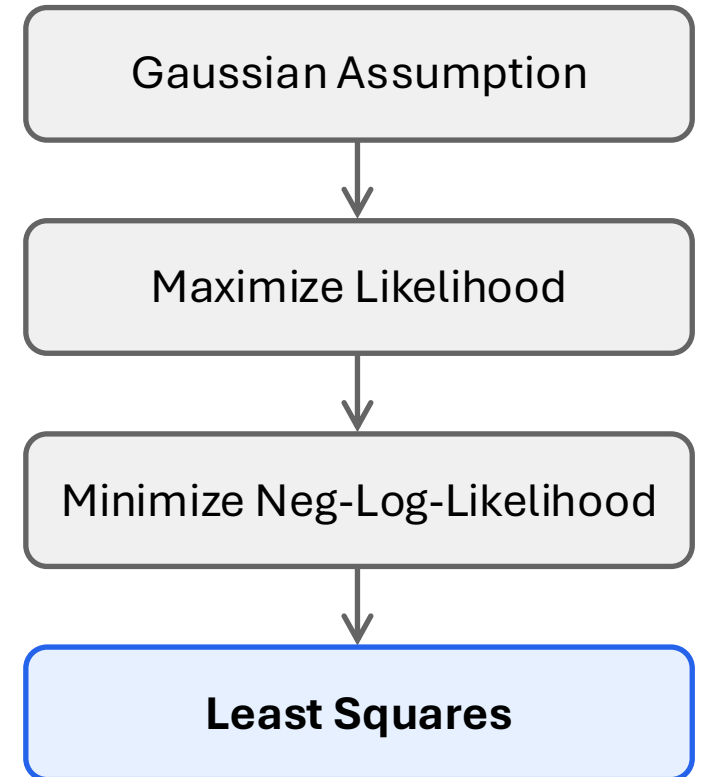 Gaussian Assumption
Maximize Likelihood
Minimize Neg-Log-Likelihood
Least Squares